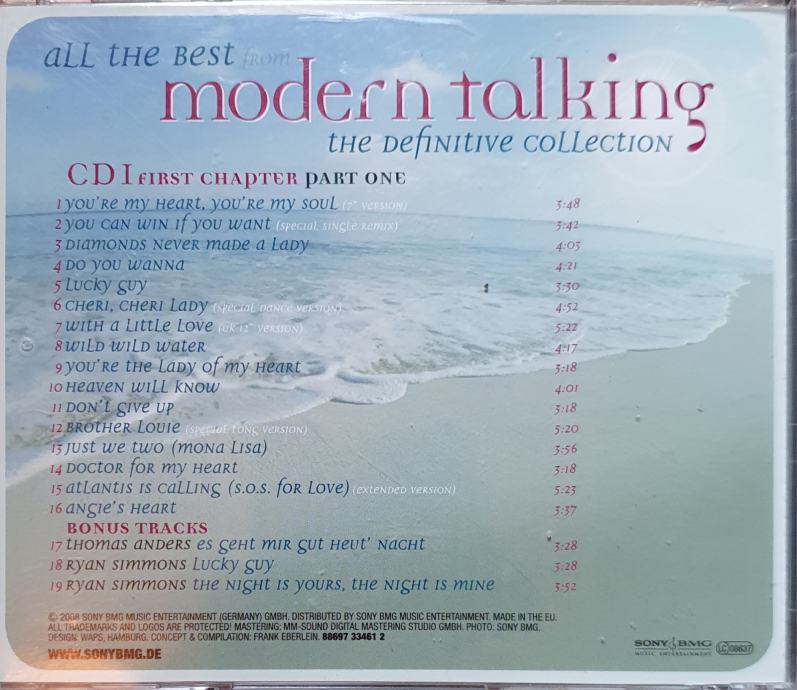 all the best from
modern talking
the definitive collection
CD I first chapter part one
1 you're my heart, you're my soul (7" version) 3:48
2 you can win if you want (special single remix) 3:42
3 diamonds never made a lady 4:03
4 do you wanna 4:21
5 lucky guy 3:30
6 cheri, cheri lady (special dance version) 4:52
7 with a little love (uk 12" version) 5:22
8 wild wild water 4:17
9 you're the lady of my heart 3:18
10 heaven will know 4:01
11 don't give up 3:18
12 brother louie (special long version) 5:20
13 just we two (mona lisa) 3:56
14 doctor for my heart 3:18
15 atlantis is calling (s.o.s. for love) (extended version) 5:23
16 angie's heart 3:37
BONUS TRACKS
17 thomas anders es geht mir gut heut' nacht 3:28
18 ryan simmons lucky guy 3:28
19 ryan simmons the night is yours, the night is mine 3:52
© 2008 SONY BMG MUSIC ENTERTAINMENT (GERMANY) GMBH. DISTRIBUTED BY SONY BMG MUSIC ENTERTAINMENT. MADE IN THE EU.
ALL TRADEMARKS AND LOGOS ARE PROTECTED! MASTERING: MM-SOUND DIGITAL MASTERING STUDIO GMBH. PHOTO: SONY BMG.
DESIGN: WAPS, HAMBURG. CONCEPT & COMPILATION: FRANK EBERLEIN. 88697 33461 2
WWW.SONYBMG.DE
SONY BMG
MUSIC ENTERTAINMENT
LC 08637